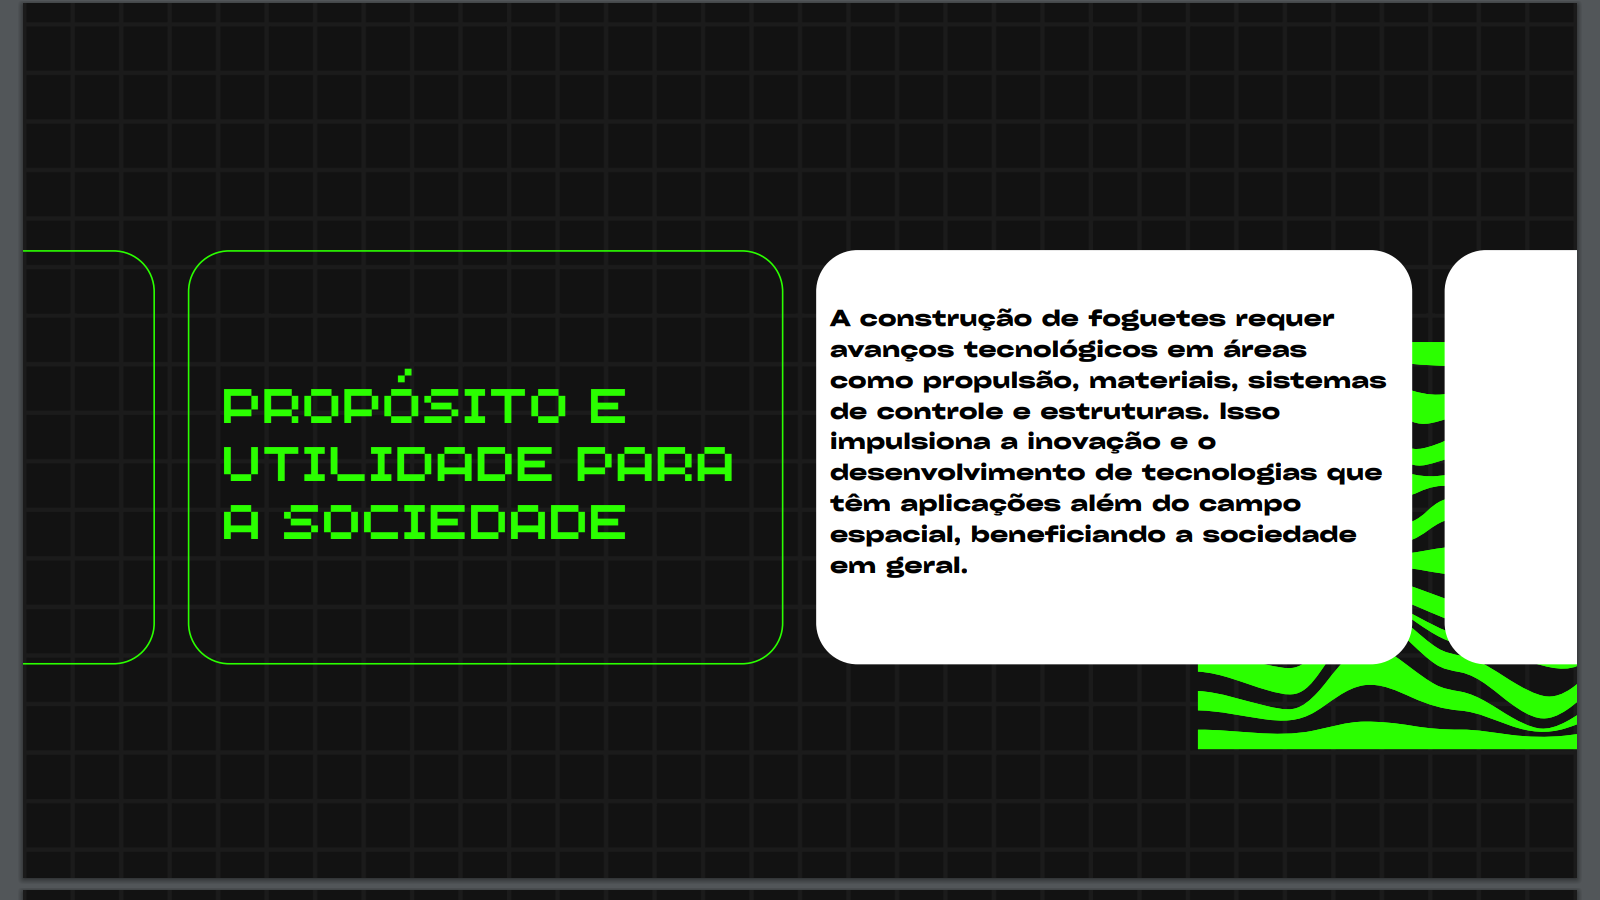 PROPÓSITO E
UTILIDADE PARA
A SOCIEDADE
A construção de foguetes requer
avanços tecnológicos em áreas
como propulsão, materiais, sistemas
de controle e estruturas. Isso
impulsiona a inovação e o
desenvolvimento de tecnologias que
têm aplicações além do campo
espacial, beneficiando a sociedade
em geral.